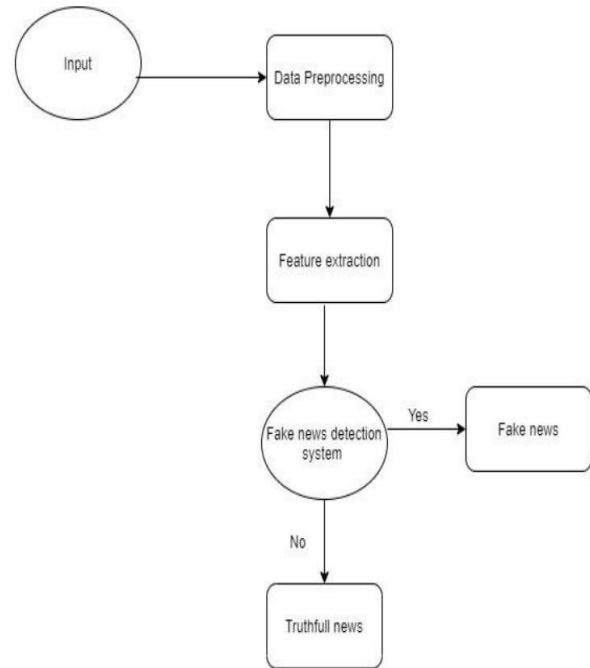 Input
Data Preprocessing
Feature extraction
Fake news detection
system
Yes
Fake news
No
Truthfull news